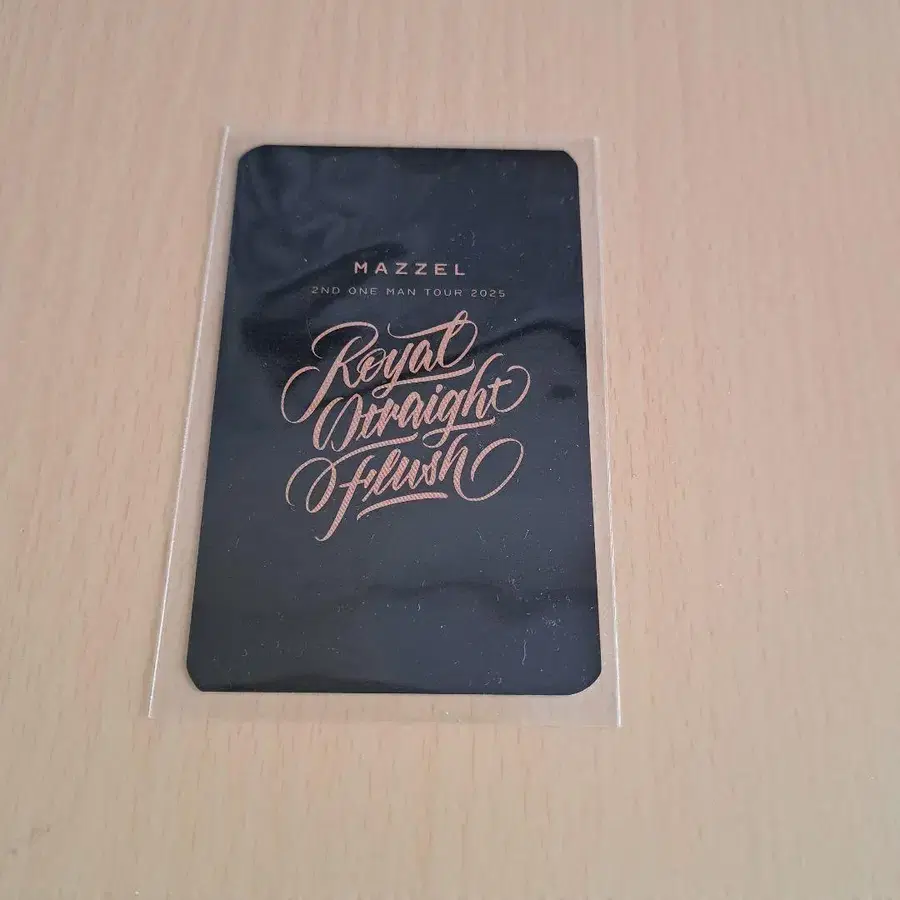 MAZZEL
2ND ONE MAN TOUR 2025
Royal
Straight
Flush